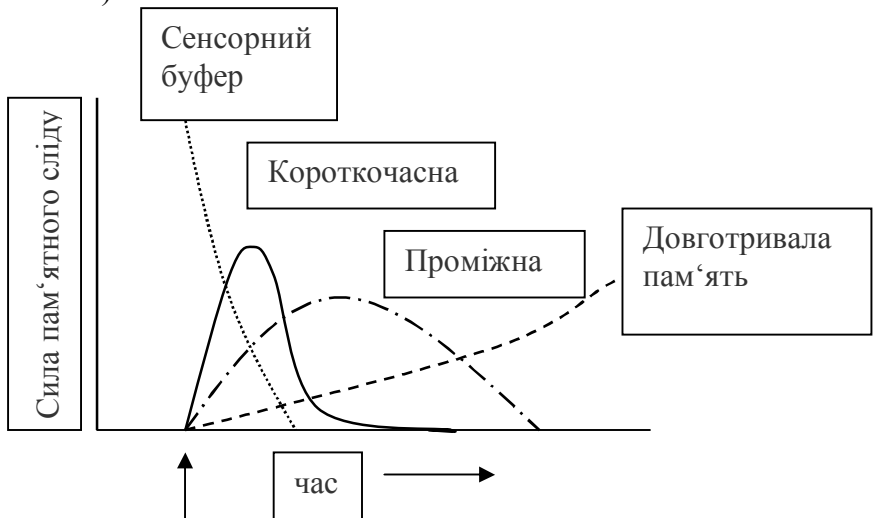 )
Сенсорний
буфер
Короткочасна
Проміжна
Довготривала
пам‘ять
Сила пам‘ятного сліду
час